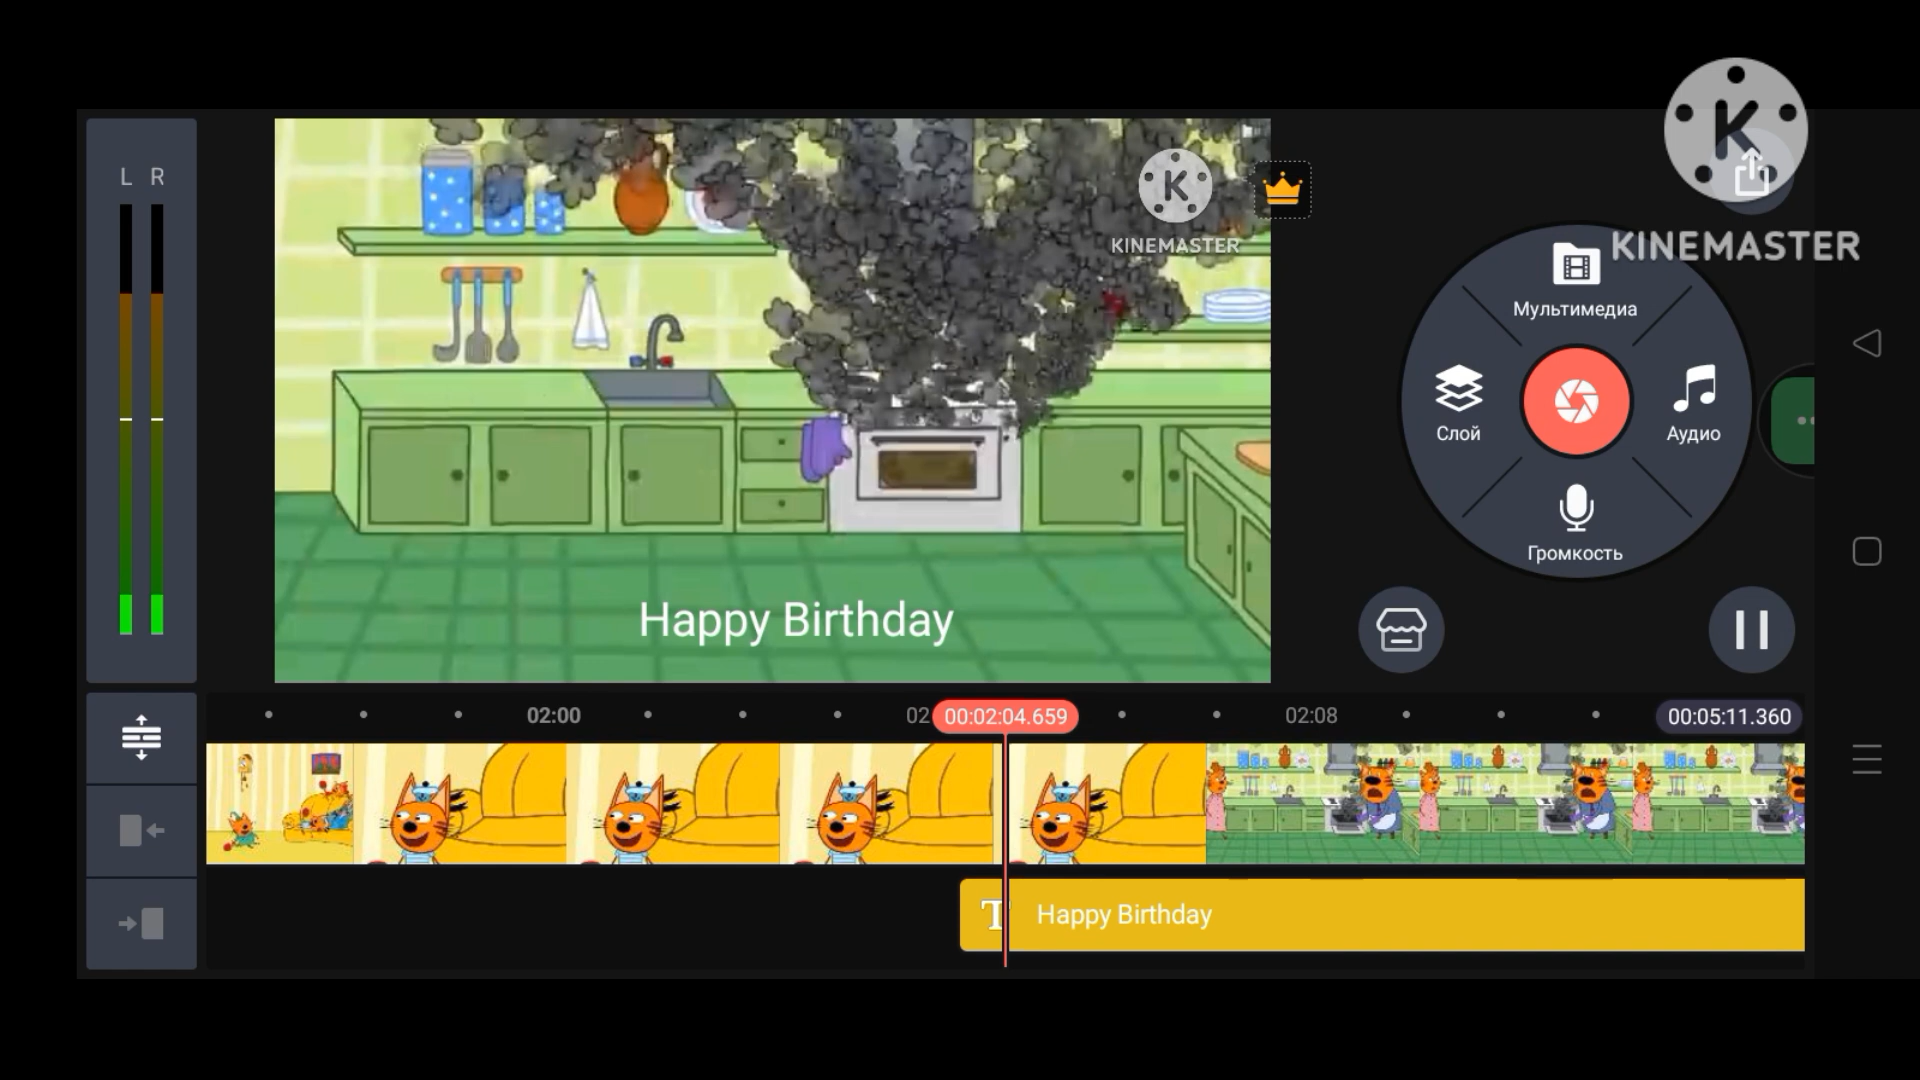 L R
K
KINEMASTER
K
KINEMASTER
Мультимедиа
Слой
Аудио
Громкость
Happy Birthday
02:00
02
00:02:04.659
02:08
00:05:11.360
T
Happy Birthday